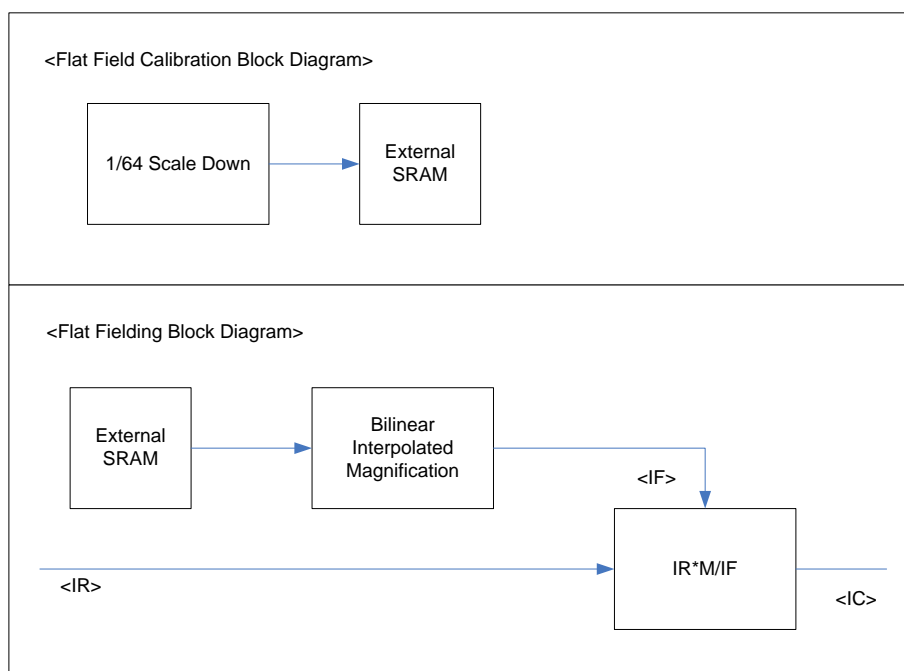 <Flat Field Calibration Block Diagram>
1/64 Scale Down
External
SRAM
<Flat Fielding Block Diagram>
External
SRAM
Bilinear
Interpolated
Magnification
<IF>
<IR>
IR*M/IF
<IC>